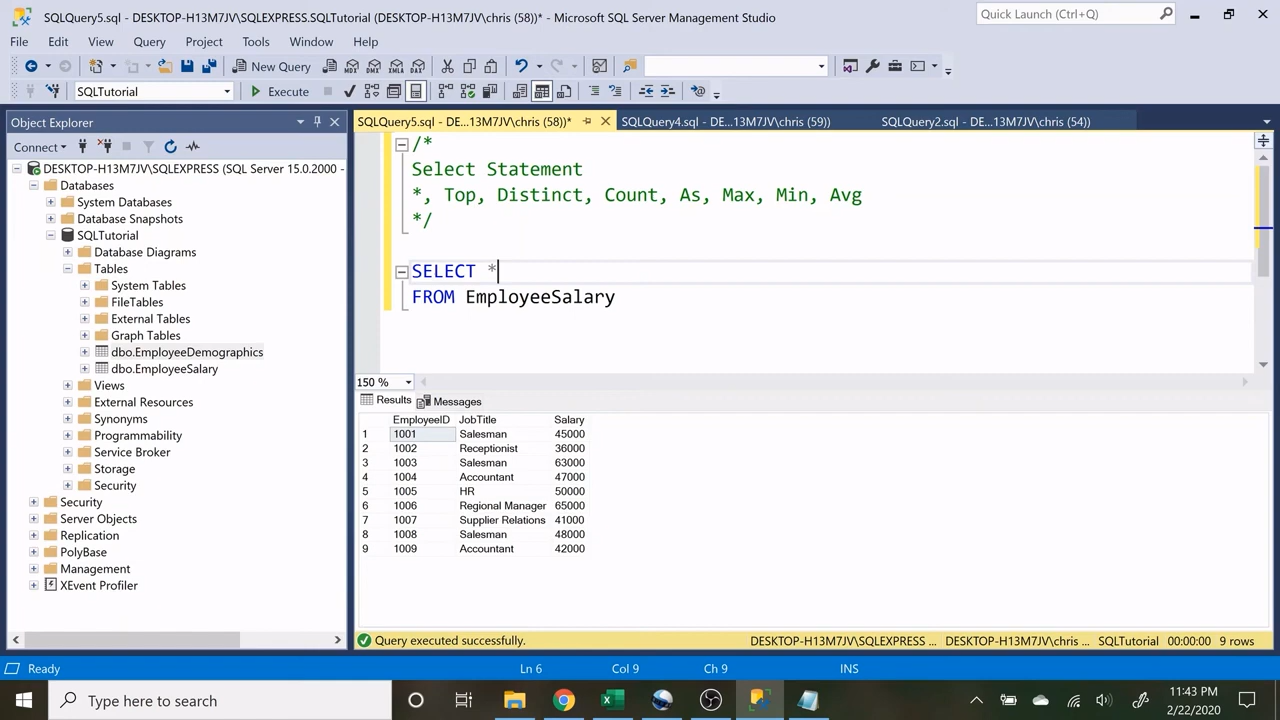 SQLQuery5.sql - DESKTOP-H13M7JV\SQLEXPRESS.SQLTutorial (DESKTOP-H13M7JV\chris (58))* - Microsoft SQL Server Management Studio
Quick Launch (Ctrl+Q)
File Edit View Query Project Tools Window Help
New Query
MDX DMX XMLA DAX
SQLTutorial
Execute
Object Explorer
Connect
DESKTOP-H13M7JV\SQLEXPRESS (SQL Server 15.0.2000 -
Databases
System Databases
Database Snapshots
SQLTutorial
Database Diagrams
Tables
System Tables
FileTables
External Tables
Graph Tables
dbo.EmployeeDemographics
dbo.EmployeeSalary
Views
External Resources
Synonyms
Programmability
Service Broker
Storage
Security
Security
Server Objects
Replication
PolyBase
Management
XEvent Profiler
SQLQuery5.sql - DE...13M7JV\chris (58))*
SQLQuery4.sql - DE...13M7JV\chris (59))
SQLQuery2.sql - DE...13M7JV\chris (54))
/*
Select Statement
*, Top, Distinct, Count, As, Max, Min, Avg
*/
SELECT *
FROM EmployeeSalary
150 %
Results Messages
EmployeeID JobTitle Salary
1 1001 Salesman 45000
2 1002 Receptionist 36000
3 1003 Salesman 63000
4 1004 Accountant 47000
5 1005 HR 50000
6 1006 Regional Manager 65000
7 1007 Supplier Relations 41000
8 1008 Salesman 48000
9 1009 Accountant 42000
Query executed successfully.
DESKTOP-H13M7JV\SQLEXPRESS ... DESKTOP-H13M7JV\chris ... SQLTutorial 00:00:00 9 rows
Ready Ln 6 Col 9 Ch 9 INS
Type here to search
11:43 PM
2/22/2020